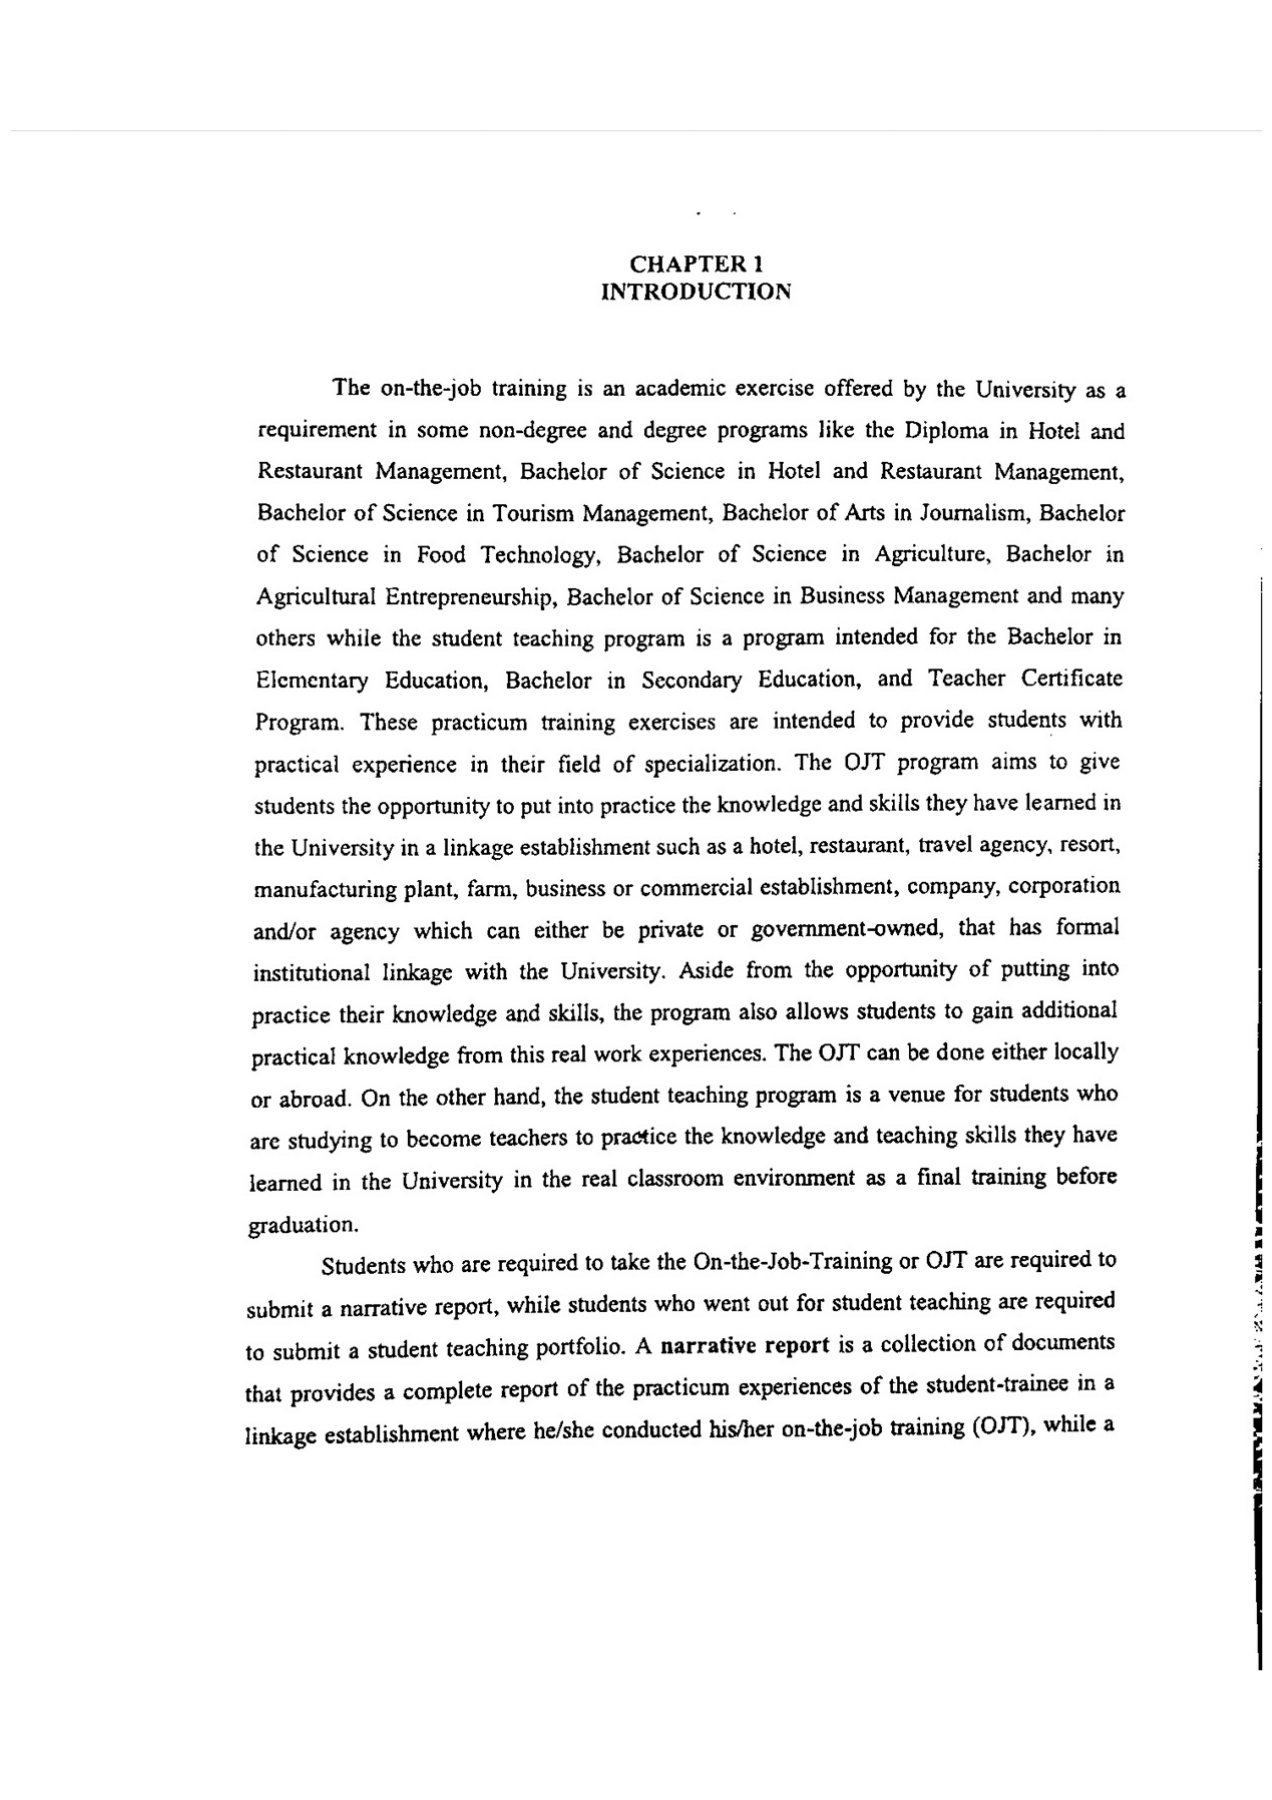 CHAPTER 1
INTRODUCTION
The on-the-job training is an academic exercise offered by the University as a
requirement in some non-degree and degree programs like the Diploma in Hotel and
Restaurant Management, Bachelor of Science in Hotel and Restaurant Management,
Bachelor of Science in Tourism Management, Bachelor of Arts in Journalism, Bachelor
of Science in Food Technology, Bachelor of Science in Agriculture, Bachelor in
Agricultural Entrepreneurship, Bachelor of Science in Business Management and many
others while the student teaching program is a program intended for the Bachelor in
Elementary Education, Bachelor in Secondary Education, and Teacher Certificate
Program. These practicum training exercises are intended to provide students with
practical experience in their field of specialization. The OJT program aims to give
students the opportunity to put into practice the knowledge and skills they have learned in
the University in a linkage establishment such as a hotel, restaurant, travel agency, resort,
manufacturing plant, farm, business or commercial establishment, company, corporation
and/or agency which can either be private or government-owned, that has formal
institutional linkage with the University. Aside from the opportunity of putting into
practice their knowledge and skills, the program also allows students to gain additional
practical knowledge from this real work experiences. The OJT can be done either locally
or abroad. On the other hand, the student teaching program is a venue for students who
are studying to become teachers to practice the knowledge and teaching skills they have
learned in the University in the real classroom environment as a final training before
graduation.
Students who are required to take the On-the-Job-Training or OJT are required to
submit a narrative report, while students who went out for student teaching are required
to submit a student teaching portfolio. A narrative report is a collection of documents
that provides a complete report of the practicum experiences of the student-trainee in a
linkage establishment where he/she conducted his/her on-the-job training (OJT), while a